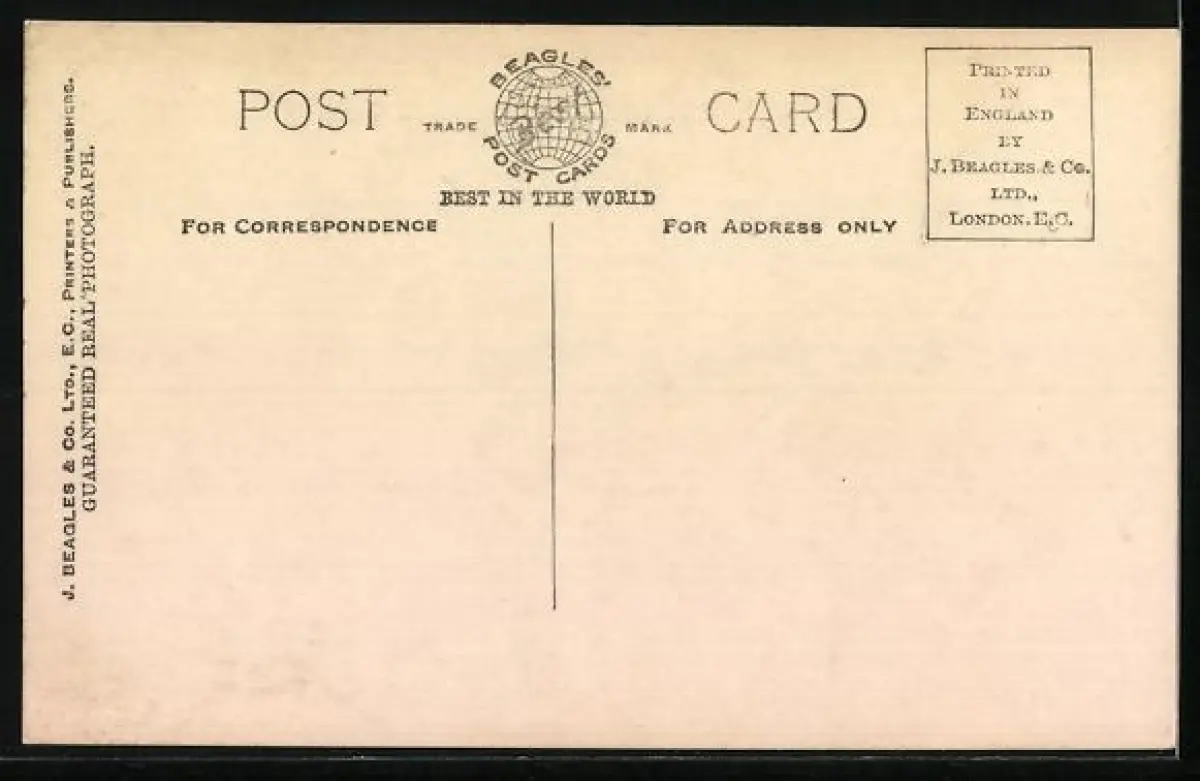 POST CARD
BEAGLES'
BEST
TRADE MARK
POST CARDS
BEST IN THE WORLD
FOR CORRESPONDENCE
FOR ADDRESS ONLY
PRINTED
IN
ENGLAND
BY
J. BEAGLES & Co.
LTD.,
LONDON. E.C.
J. BEAGLES & Co. LTD., E.C., PRINTERS & PUBLISHERS.
GUARANTEED REAL PHOTOGRAPH.